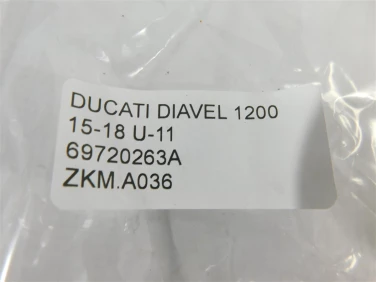 DUCATI DIAVEL 1200
15-18 U-11
69720263A
ZKM.A036